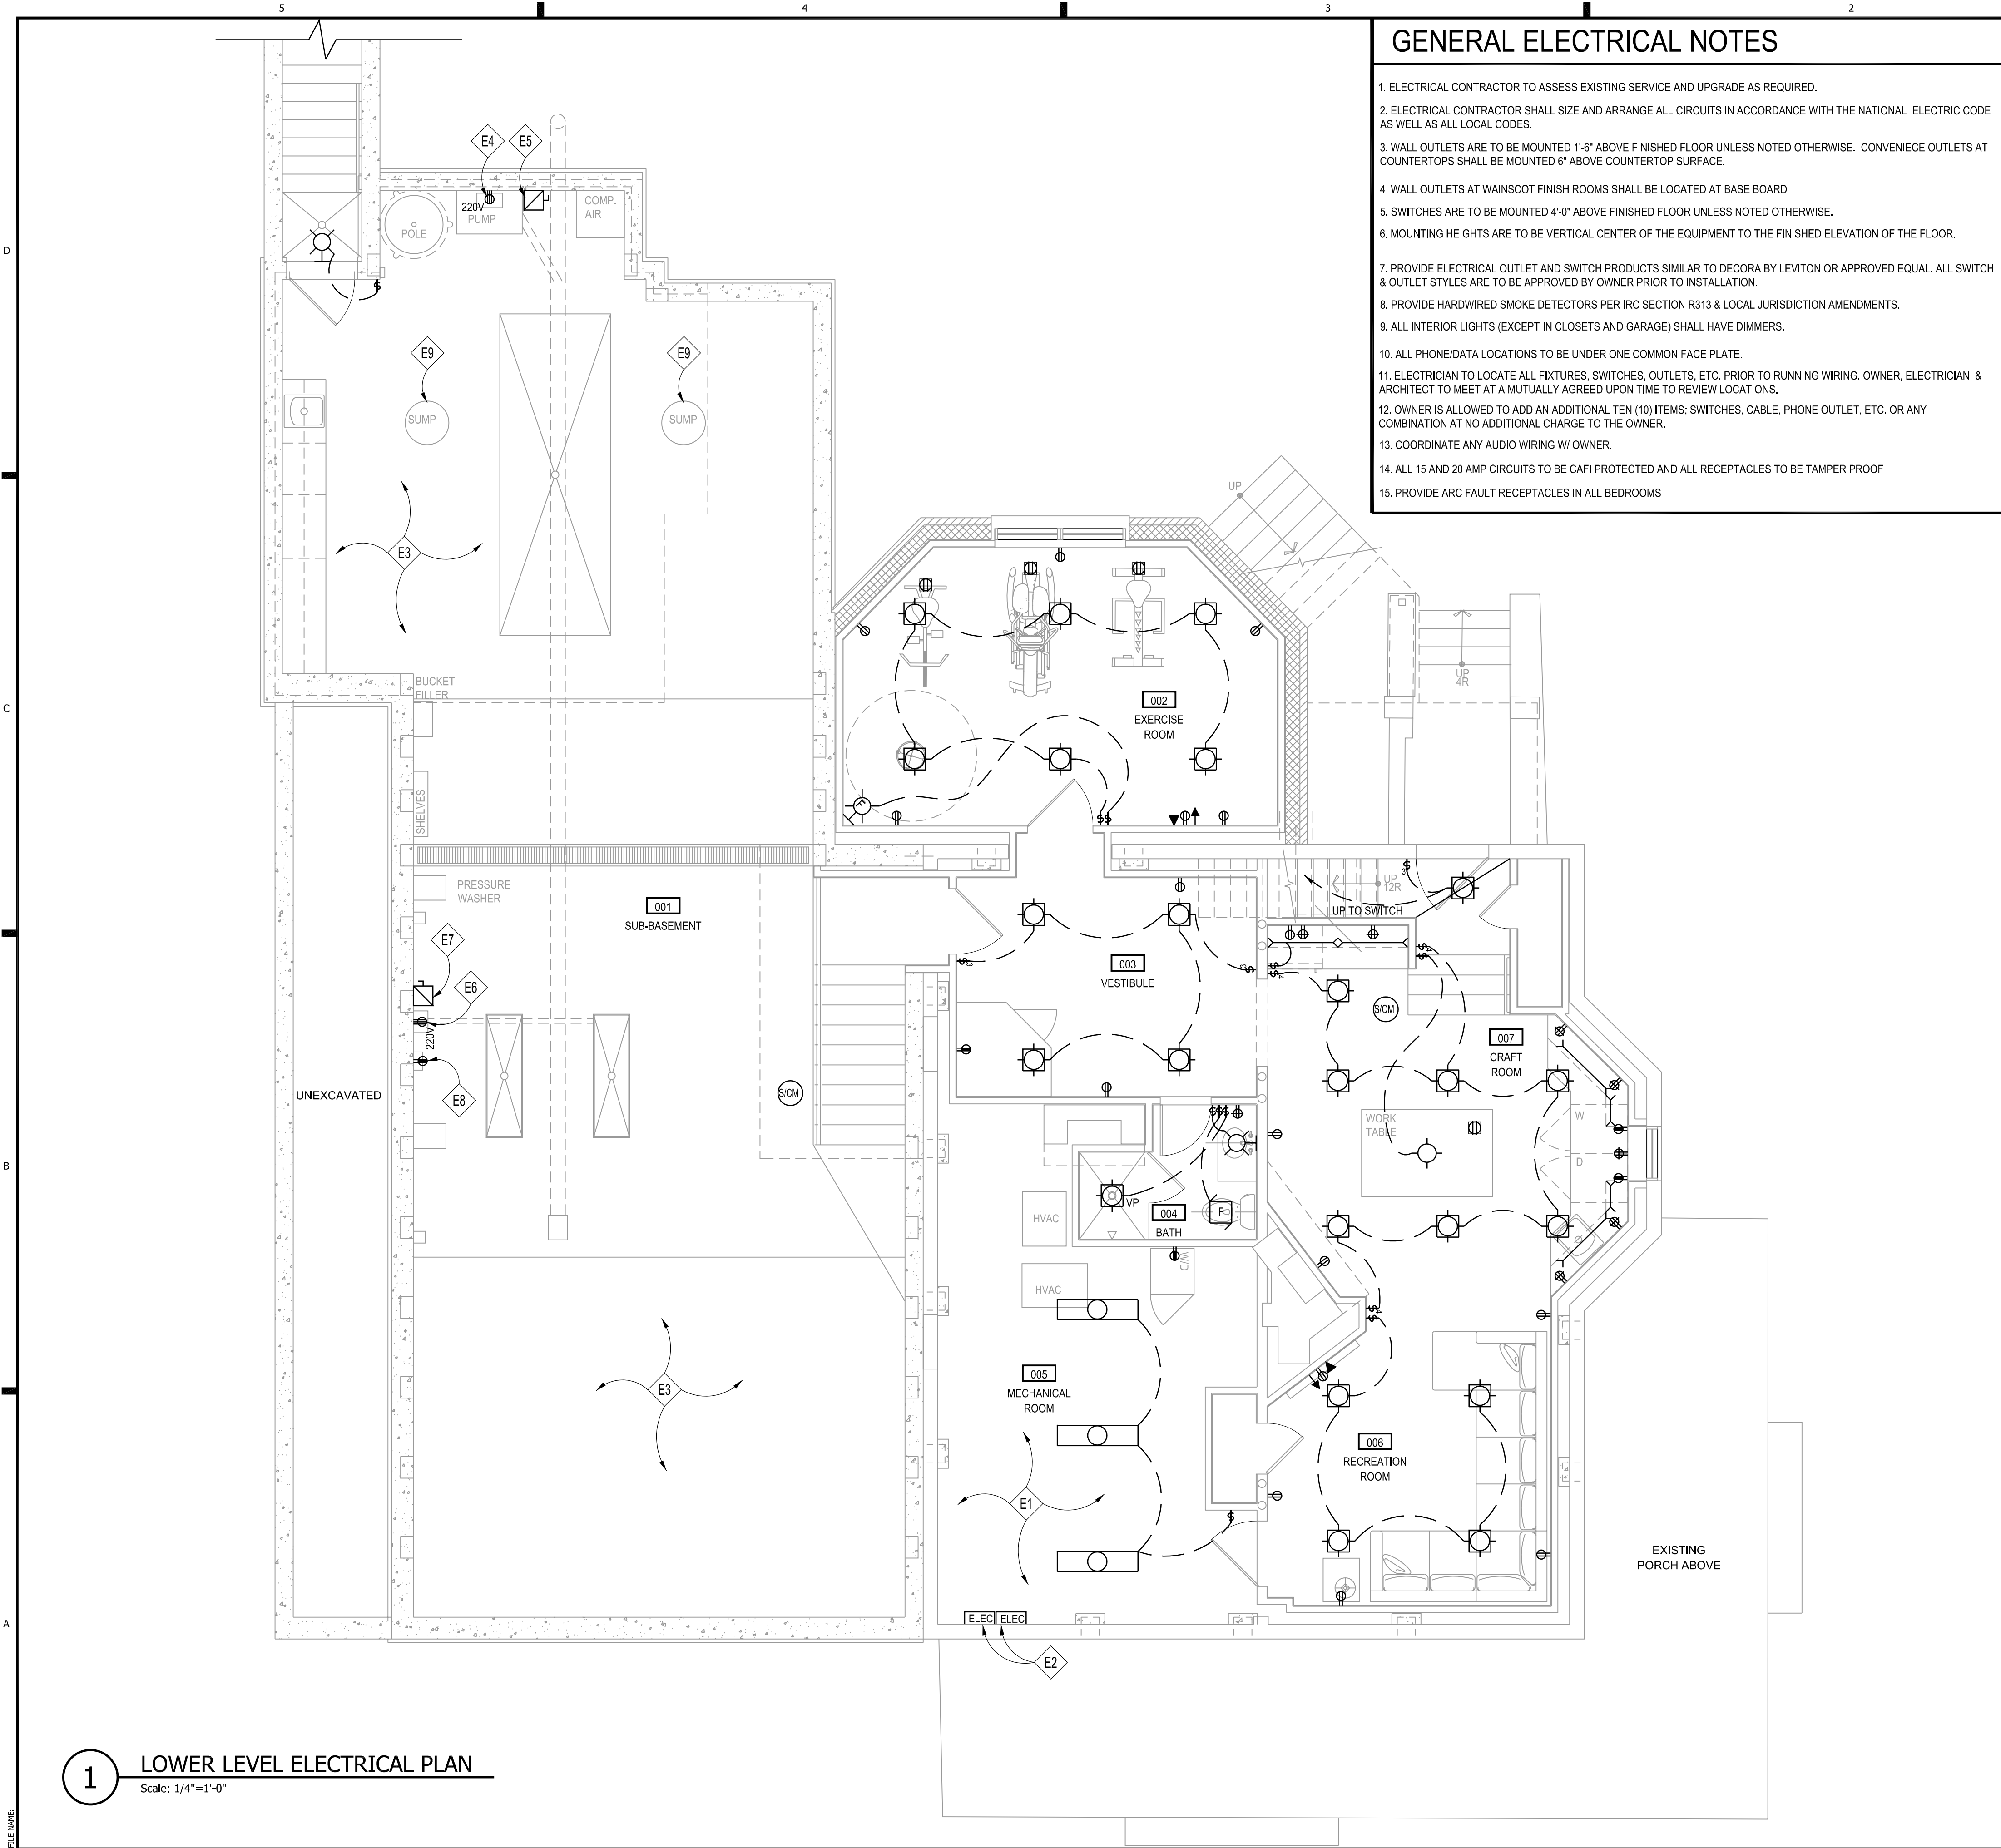 5
4
3
2
GENERAL ELECTRICAL NOTES
1. ELECTRICAL CONTRACTOR TO ASSESS EXISTING SERVICE AND UPGRADE AS REQUIRED.
2. ELECTRICAL CONTRACTOR SHALL SIZE AND ARRANGE ALL CIRCUITS IN ACCORDANCE WITH THE NATIONAL ELECTRIC CODE
AS WELL AS ALL LOCAL CODES.
3. WALL OUTLETS ARE TO BE MOUNTED 1'-6" ABOVE FINISHED FLOOR UNLESS NOTED OTHERWISE. CONVENIECE OUTLETS AT
COUNTERTOPS SHALL BE MOUNTED 6" ABOVE COUNTERTOP SURFACE.
4. WALL OUTLETS AT WAINSCOT FINISH ROOMS SHALL BE LOCATED AT BASE BOARD
5. SWITCHES ARE TO BE MOUNTED 4'-0" ABOVE FINISHED FLOOR UNLESS NOTED OTHERWISE.
6. MOUNTING HEIGHTS ARE TO BE VERTICAL CENTER OF THE EQUIPMENT TO THE FINISHED ELEVATION OF THE FLOOR.
7. PROVIDE ELECTRICAL OUTLET AND SWITCH PRODUCTS SIMILAR TO DECORA BY LEVITON OR APPROVED EQUAL. ALL SWITCH
& OUTLET STYLES ARE TO BE APPROVED BY OWNER PRIOR TO INSTALLATION.
8. PROVIDE HARDWIRED SMOKE DETECTORS PER IRC SECTION R313 & LOCAL JURISDICTION AMENDMENTS.
9. ALL INTERIOR LIGHTS (EXCEPT IN CLOSETS AND GARAGE) SHALL HAVE DIMMERS.
10. ALL PHONE/DATA LOCATIONS TO BE UNDER ONE COMMON FACE PLATE.
11. ELECTRICIAN TO LOCATE ALL FIXTURES, SWITCHES, OUTLETS, ETC. PRIOR TO RUNNING WIRING. OWNER, ELECTRICIAN &
ARCHITECT TO MEET AT A MUTUALLY AGREED UPON TIME TO REVIEW LOCATIONS.
12. OWNER IS ALLOWED TO ADD AN ADDITIONAL TEN (10) ITEMS; SWITCHES, CABLE, PHONE OUTLET, ETC. OR ANY
COMBINATION AT NO ADDITIONAL CHARGE TO THE OWNER.
13. COORDINATE ANY AUDIO WIRING W/ OWNER.
14. ALL 15 AND 20 AMP CIRCUITS TO BE CAFI PROTECTED AND ALL RECEPTACLES TO BE TAMPER PROOF
15. PROVIDE ARC FAULT RECEPTACLES IN ALL BEDROOMS
E4
E5
220V
PUMP
COMP.
AIR
POLE
$
D
E9
E9
SUMP
SUMP
E3
UP
UP
4R
BUCKET
FILLER
C
002
EXERCISE
ROOM
SHELVES
F
$$
PRESSURE
WASHER
001
SUB-BASEMENT
$
3
UP
12R
UP TO SWITCH
E7
E6
220V
E8
003
VESTIBULE
$3
$3
$
$4
$4
$
S/CM
007
CRAFT
ROOM
UNEXCAVATED
S/CM
$$$
WORK
TABLE
W
D
B
VP
004
BATH
F
HVAC
W/D
HVAC
$4
$
E3
005
MECHANICAL
ROOM
006
RECREATION
ROOM
E1
$
EXISTING
PORCH ABOVE
A
ELEC
ELEC
E2
1
LOWER LEVEL ELECTRICAL PLAN
Scale: 1/4"=1'-0"
FILE NAME: